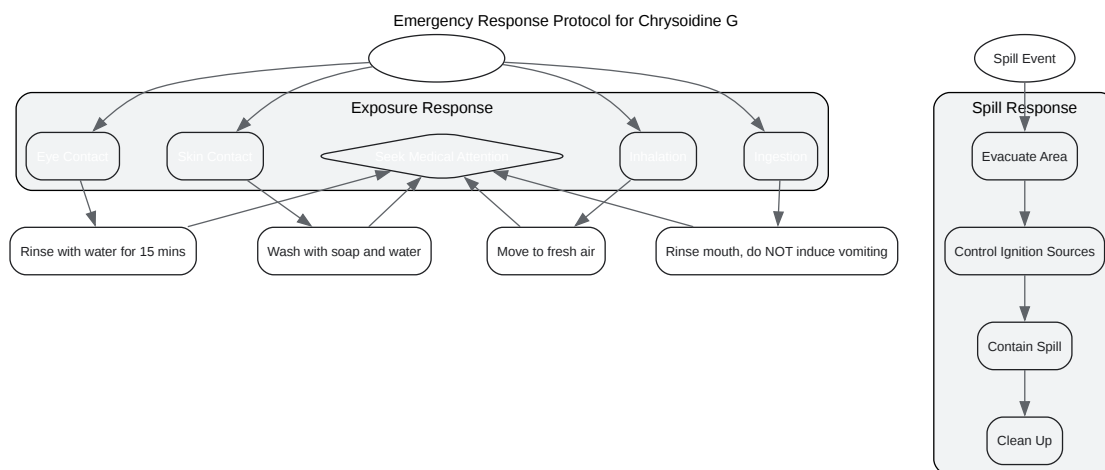 Emergency Response Protocol for Chrysoidine G
Spill Event
Exposure Response
Spill Response
Eye Contact
Skin Contact
Seek Medical Attention
Inhalation
Ingestion
Evacuate Area
Rinse with water for 15 mins
Wash with soap and water
Move to fresh air
Rinse mouth, do NOT induce vomiting
Control Ignition Sources
Contain Spill
Clean Up